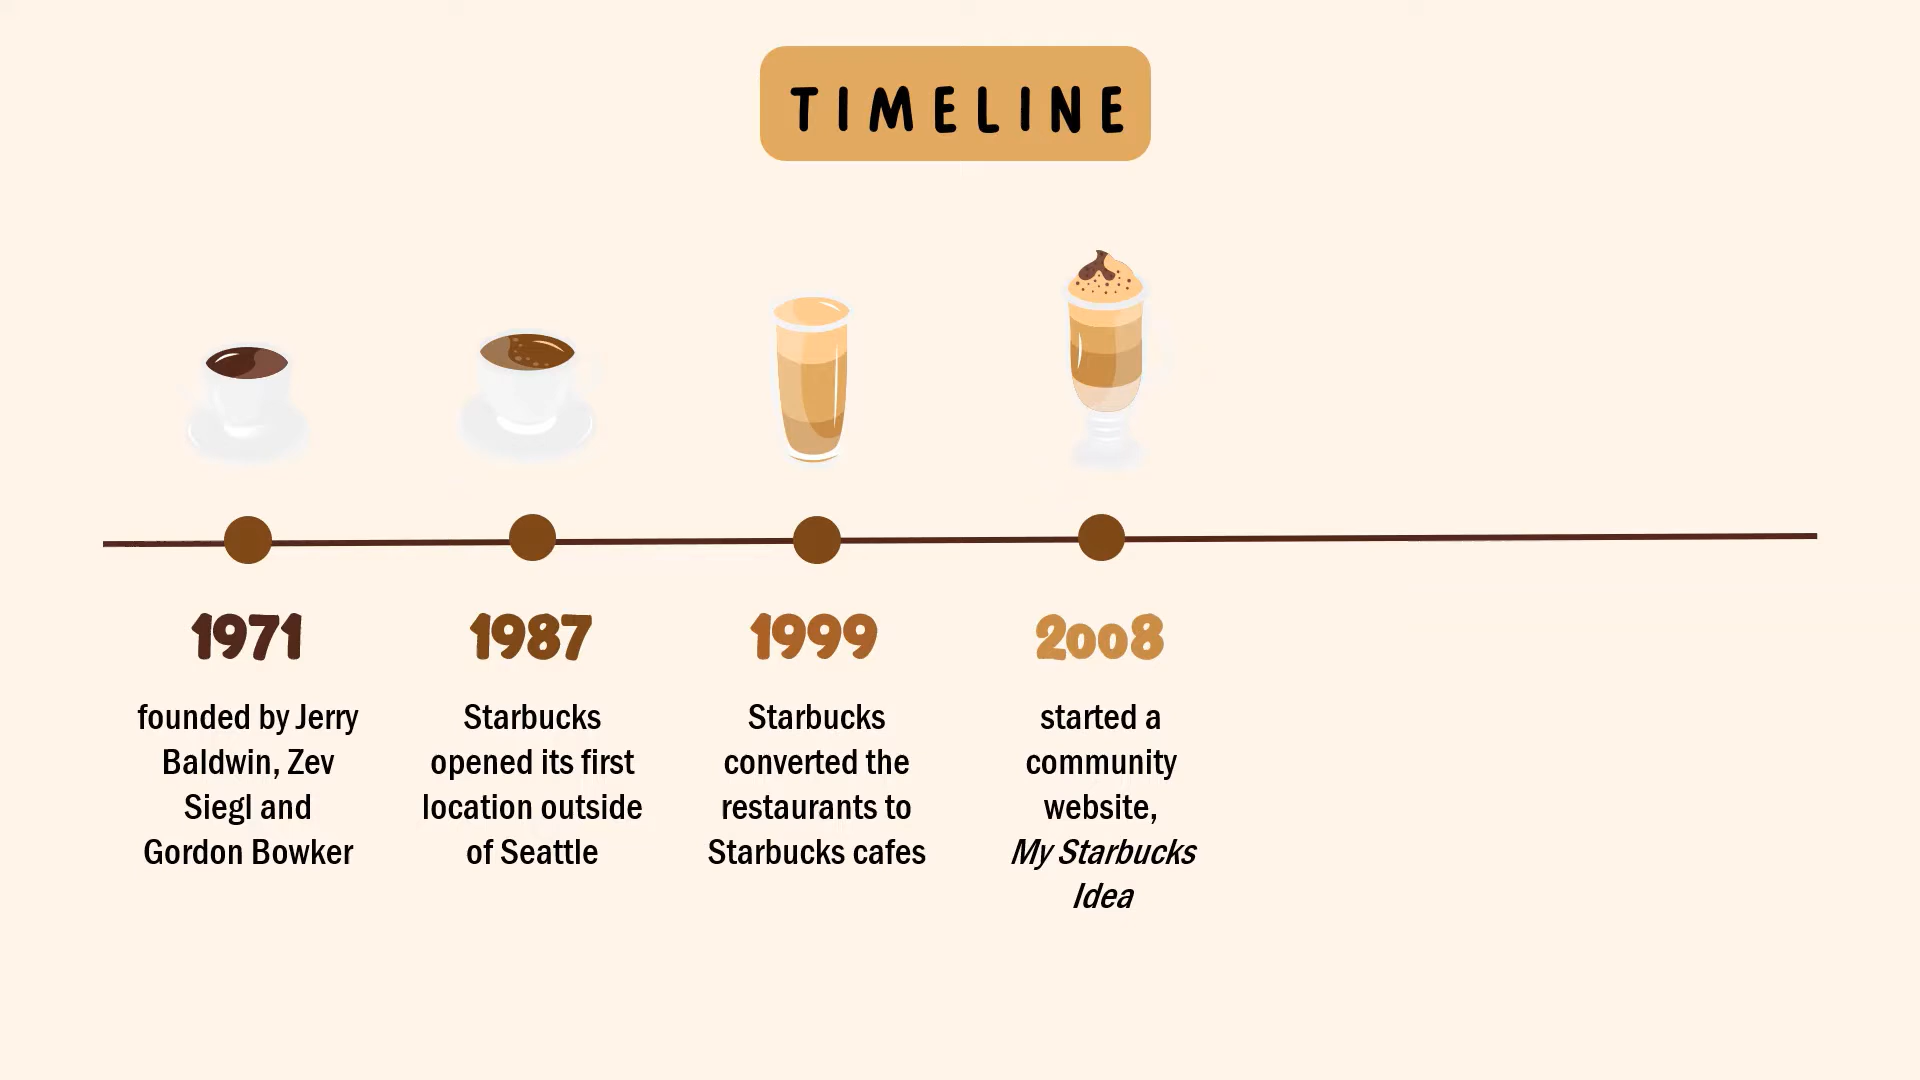 TIMELINE
1971
founded by Jerry
Baldwin, Zev
Siegl and
Gordon Bowker
1987
Starbucks
opened its first
location outside
of Seattle
1999
Starbucks
converted the
restaurants to
Starbucks cafes
2008
started a
community
website,
My Starbucks
Idea